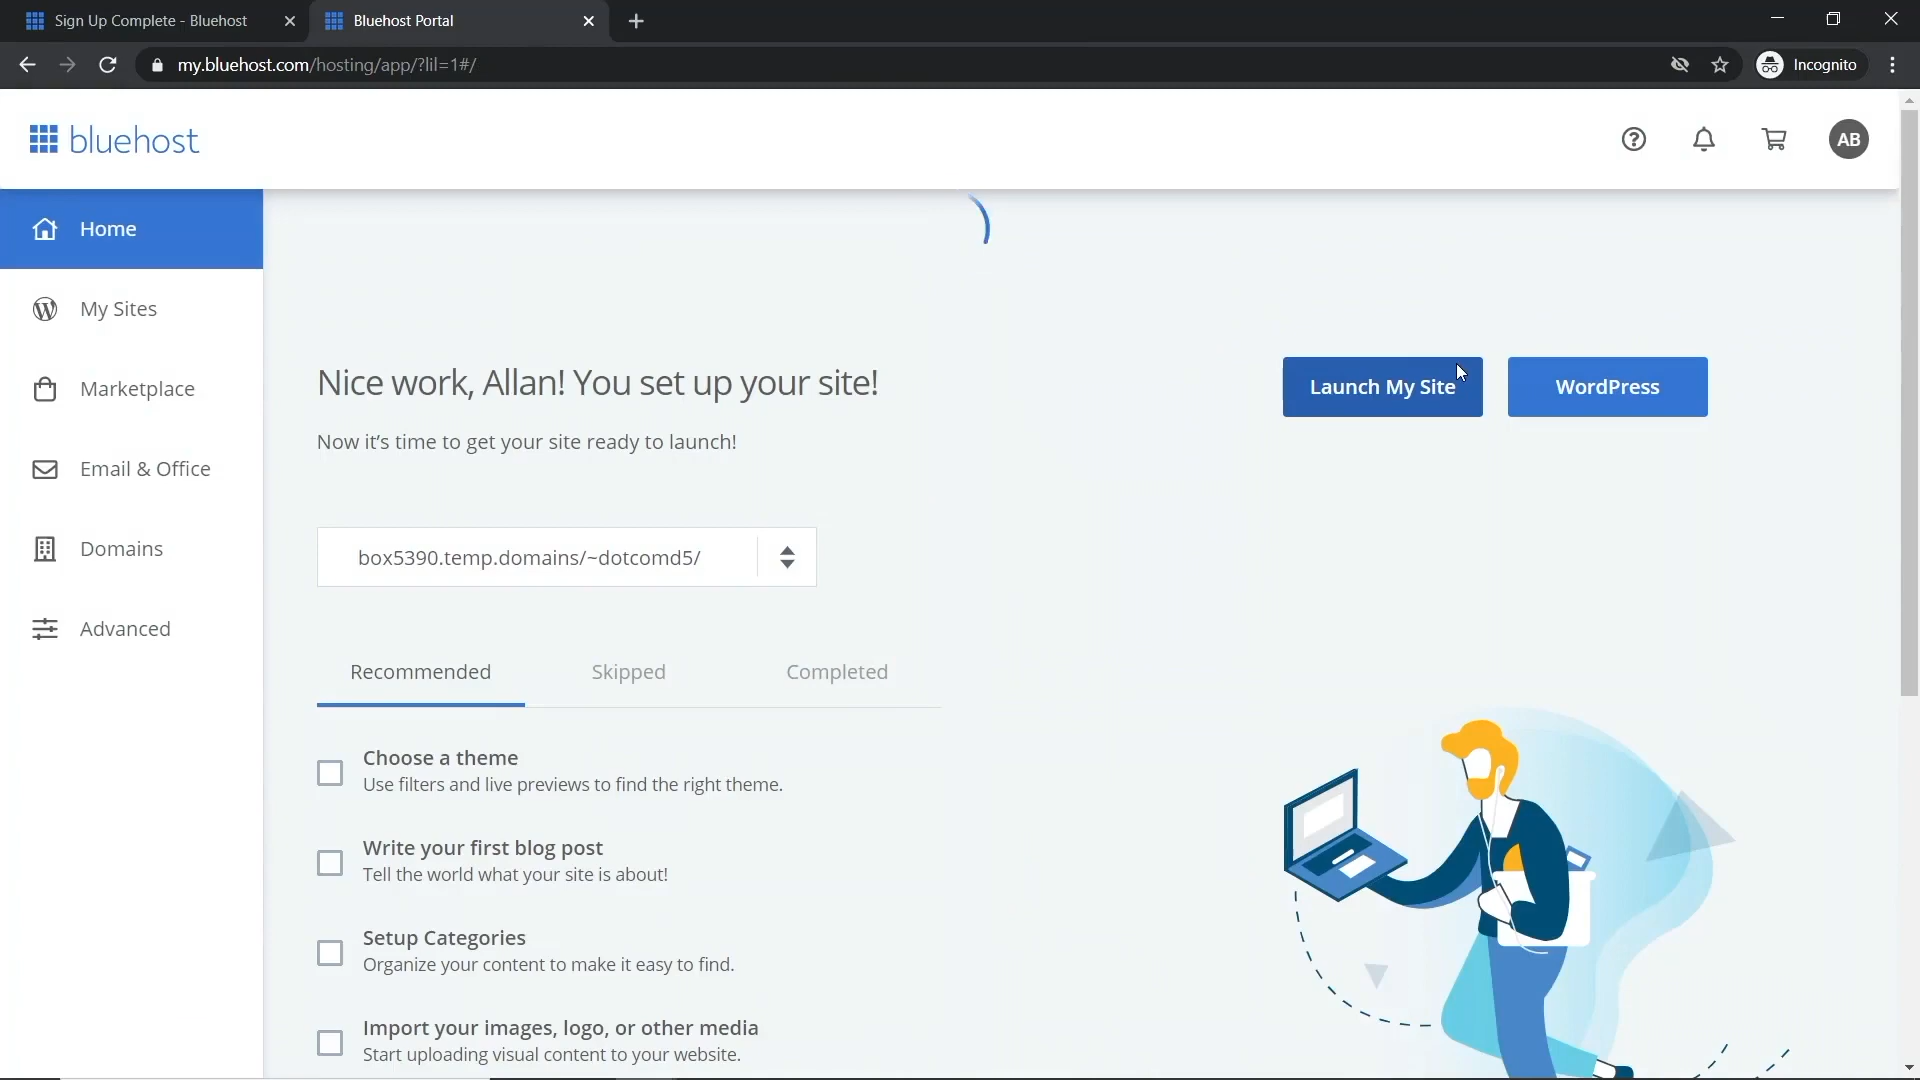 Sign Up Complete - Bluehost
Bluehost Portal
my.bluehost.com/hosting/app/?lil=1#/
Incognito
bluehost
AB
Home
My Sites
Marketplace
Email & Office
Domains
Advanced
Nice work, Allan! You set up your site!
Now it's time to get your site ready to launch!
Launch My Site
WordPress
box5390.temp.domains/~dotcomd5/
Recommended
Skipped
Completed
Choose a theme
Use filters and live previews to find the right theme.
Write your first blog post
Tell the world what your site is about!
Setup Categories
Organize your content to make it easy to find.
Import your images, logo, or other media
Start uploading visual content to your website.